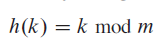 h(k) = k mod m